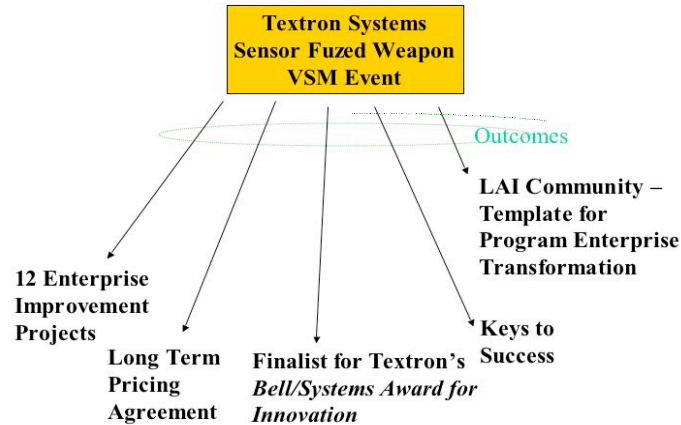 Textron Systems
Sensor Fuzed Weapon
VSM Event
Outcomes
LAI Community –
Template for
Program Enterprise
Transformation
12 Enterprise
Improvement
Projects
Long Term
Pricing
Agreement
Finalist for Textron’s
Bell/Systems Award for
Innovation
Keys to
Success